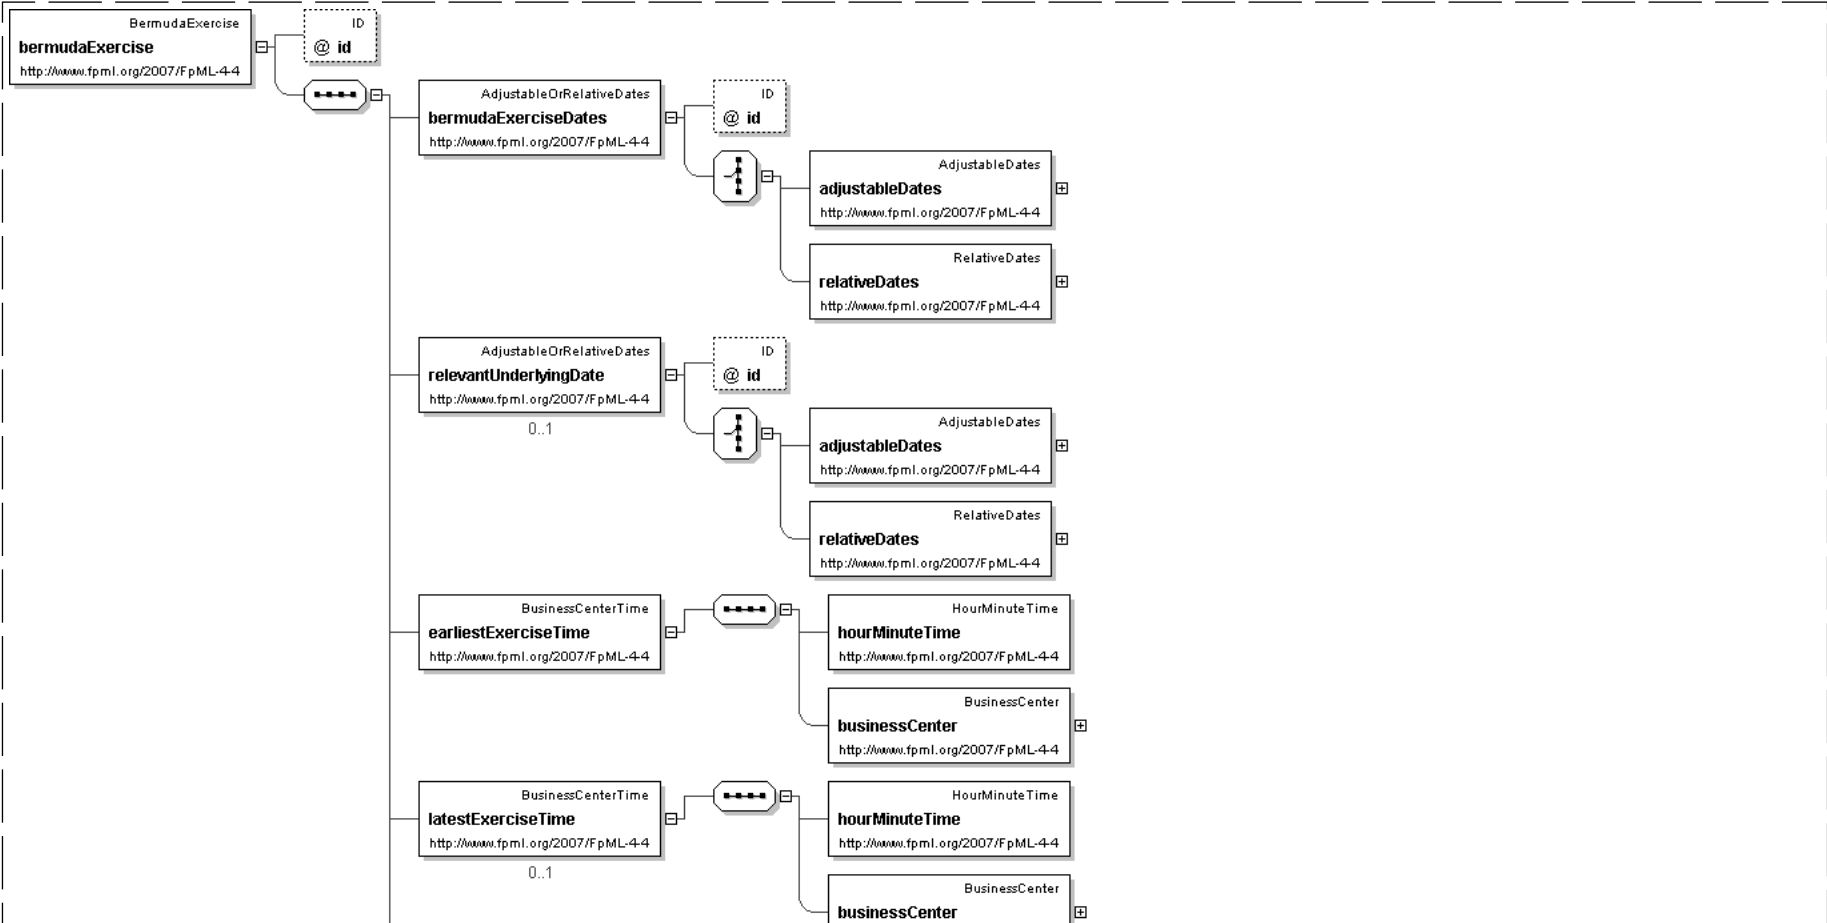 BermudaExercise
bermudaExercise
http://www.fpml.org/2007/FpML-4-4
ID
@ id
AdjustableOrRelativeDates
bermudaExerciseDates
http://www.fpml.org/2007/FpML-4-4
ID
@ id
AdjustableDates
adjustableDates
http://www.fpml.org/2007/FpML-4-4
RelativeDates
relativeDates
http://www.fpml.org/2007/FpML-4-4
AdjustableOrRelativeDates
relevantUnderlyingDate
http://www.fpml.org/2007/FpML-4-4
0..1
ID
@ id
AdjustableDates
adjustableDates
http://www.fpml.org/2007/FpML-4-4
RelativeDates
relativeDates
http://www.fpml.org/2007/FpML-4-4
BusinessCenterTime
earliestExerciseTime
http://www.fpml.org/2007/FpML-4-4
HourMinuteTime
hourMinuteTime
http://www.fpml.org/2007/FpML-4-4
BusinessCenter
businessCenter
http://www.fpml.org/2007/FpML-4-4
BusinessCenterTime
latestExerciseTime
http://www.fpml.org/2007/FpML-4-4
0..1
HourMinuteTime
hourMinuteTime
http://www.fpml.org/2007/FpML-4-4
BusinessCenter
businessCenter